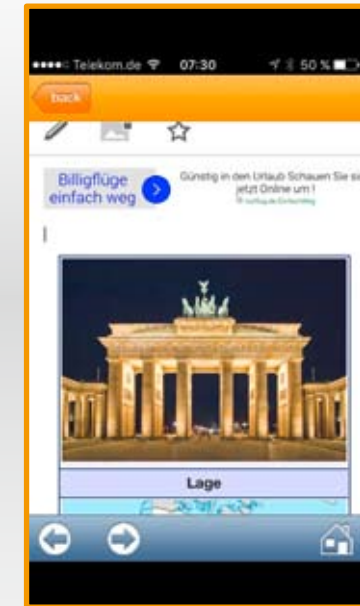 Telekom.de 07:30 50 %
back
Billigflüge
einfach weg
Günstig in den Urlaub Schauen Sie si
jetzt Online um !
Lage